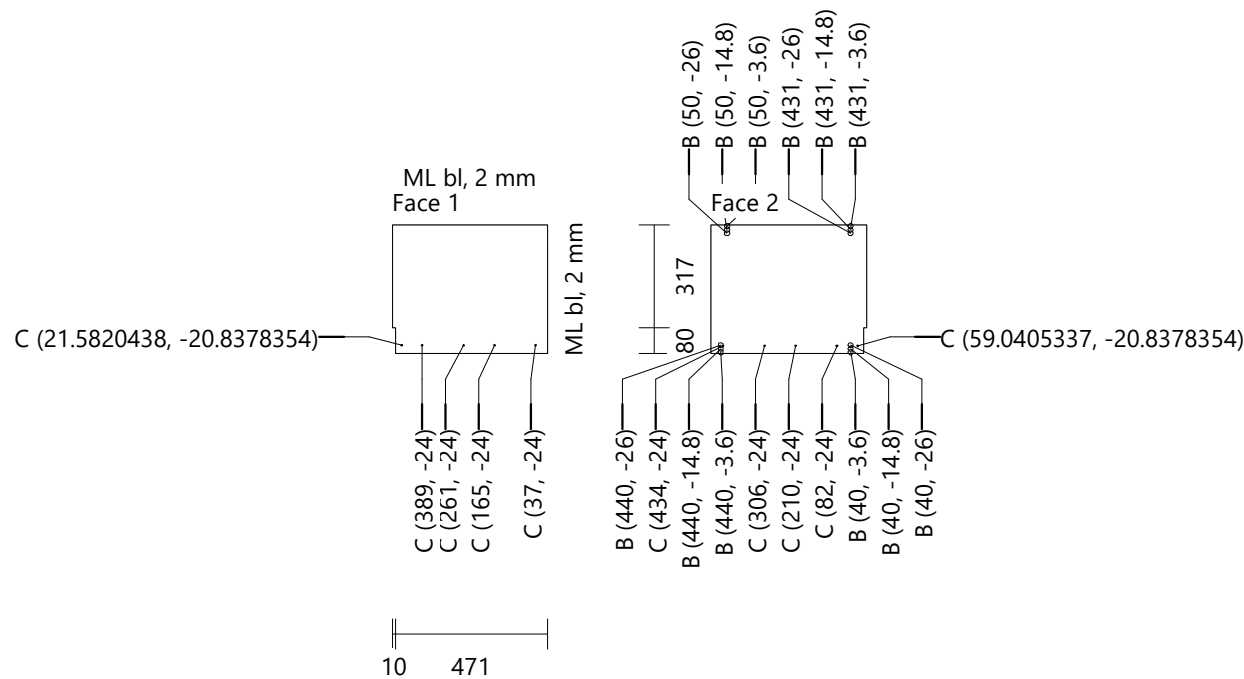 B (50, -26)
B (50, -14.8)
B (50, -3.6)
B (431, -26)
B (431, -14.8)
B (431, -3.6)
ML bl, 2 mm
Face 1
Face 2
ML bl, 2 mm
317
80
C (21.5820438, -20.8378354)
C (59.0405337, -20.8378354)
C (389, -24)
C (261, -24)
C (165, -24)
C (37, -24)
B (440, -26)
C (434, -24)
B (440, -14.8)
B (440, -3.6)
C (306, -24)
C (210, -24)
C (82, -24)
B (40, -3.6)
B (40, -14.8)
B (40, -26)
10
471